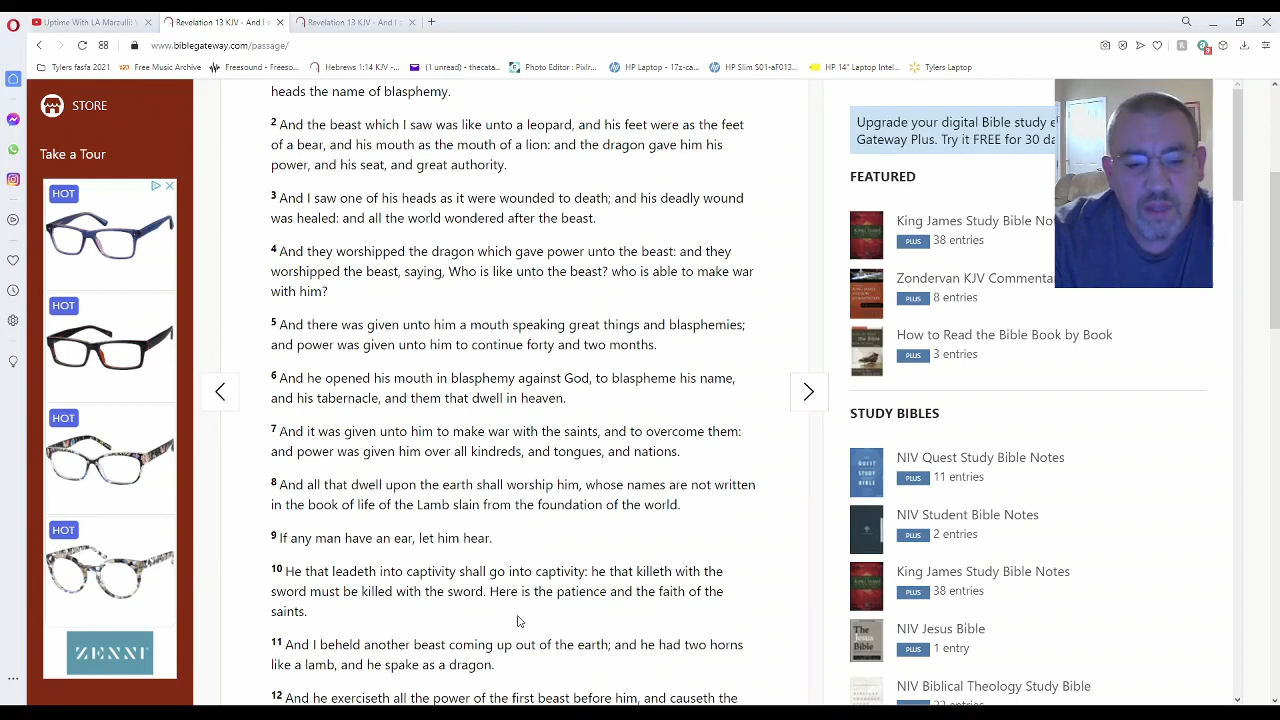 Uptime With LA Marzulli:
Revelation 13 KJV - And I s
Revelation 13 KJV - And I s
www.biblegateway.com/passage/
Tylers fasfa 2021
Free Music Archive
Freesound - Freeso...
Hebrews 1:14 KJV -...
(1 unread) - thecata...
Photo Editor : Pixlr...
HP Laptop - 17z-ca...
HP Slim S01-aF013...
HP 14" Laptop Intel...
Tylers Laptop
STORE
Take a Tour
HOT
HOT
HOT
HOT
ZENNI
heads the name of blasphemy.
2 And the beast which I saw was like unto a leopard, and his feet were as the feet
of a bear, and his mouth as the mouth of a lion: and the dragon gave him his
power, and his seat, and great authority.
3 And I saw one of his heads as it were wounded to death; and his deadly wound
was healed: and all the world wondered after the beast.
4 And they worshipped the dragon which gave power unto the beast: and they
worshipped the beast, saying, Who is like unto the beast? who is able to make war
with him?
5 And there was given unto him a mouth speaking great things and blasphemies;
and power was given unto him to continue forty and two months.
6 And he opened his mouth in blasphemy against God, to blaspheme his name,
and his tabernacle, and them that dwell in heaven.
7 And it was given unto him to make war with the saints, and to overcome them:
and power was given him over all kindreds, and tongues, and nations.
8 And all that dwell upon the earth shall worship him, whose names are not written
in the book of life of the Lamb slain from the foundation of the world.
9 If any man have an ear, let him hear.
10 He that leadeth into captivity shall go into captivity: he that killeth with the
sword must be killed with the sword. Here is the patience and the faith of the
saints.
11 And I beheld another beast coming up out of the earth; and he had two horns
like a lamb, and he spake as a dragon.
12 And he exerciseth all the power of the first beast before him, and causeth the
Upgrade your digital Bible study e
Gateway Plus. Try it FREE for 30 da
FEATURED
King James Study Bible No
PLUS 38 entries
Zondervan KJV Commenta
PLUS 8 entries
How to Read the Bible Book by Book
PLUS 3 entries
STUDY BIBLES
NIV Quest Study Bible Notes
PLUS 11 entries
NIV Student Bible Notes
PLUS 2 entries
King James Study Bible Notes
PLUS 38 entries
NIV Jesus Bible
PLUS 1 entry
NIV Biblical Theology Study Bible